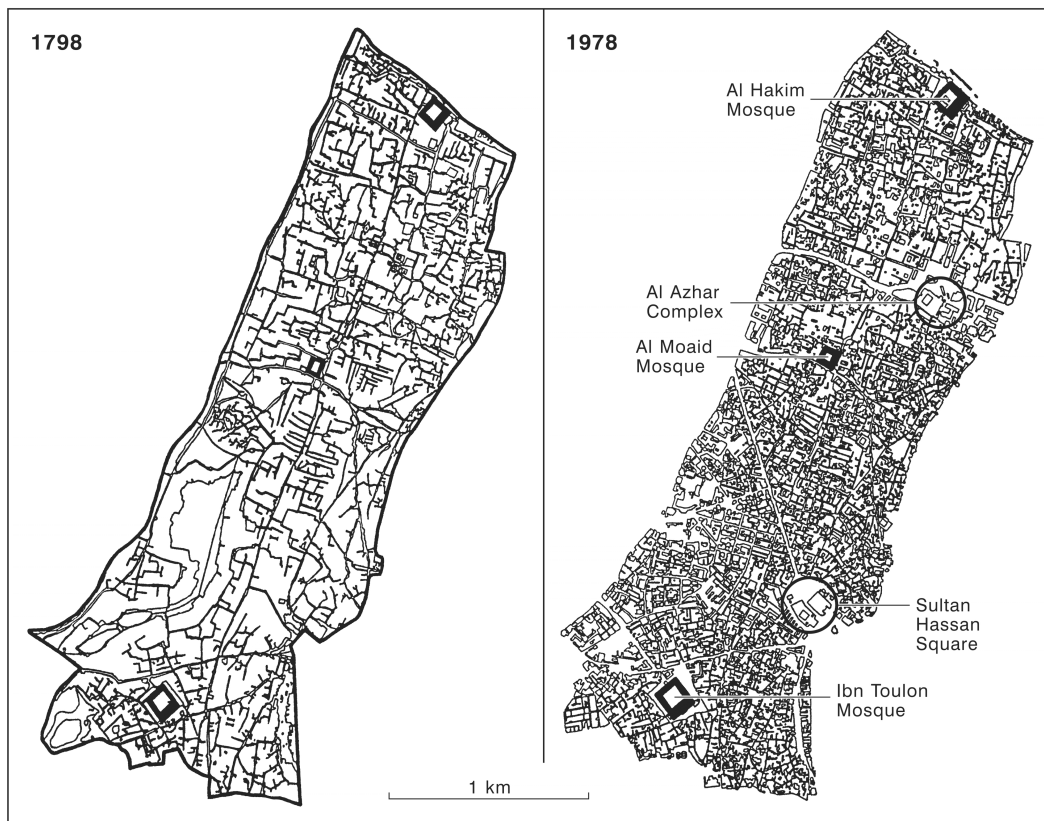 1798
1978
Al Hakim
Mosque
Al Azhar
Complex
Al Moaid
Mosque
Sultan
Hassan
Square
Ibn Toulon
Mosque
1 km